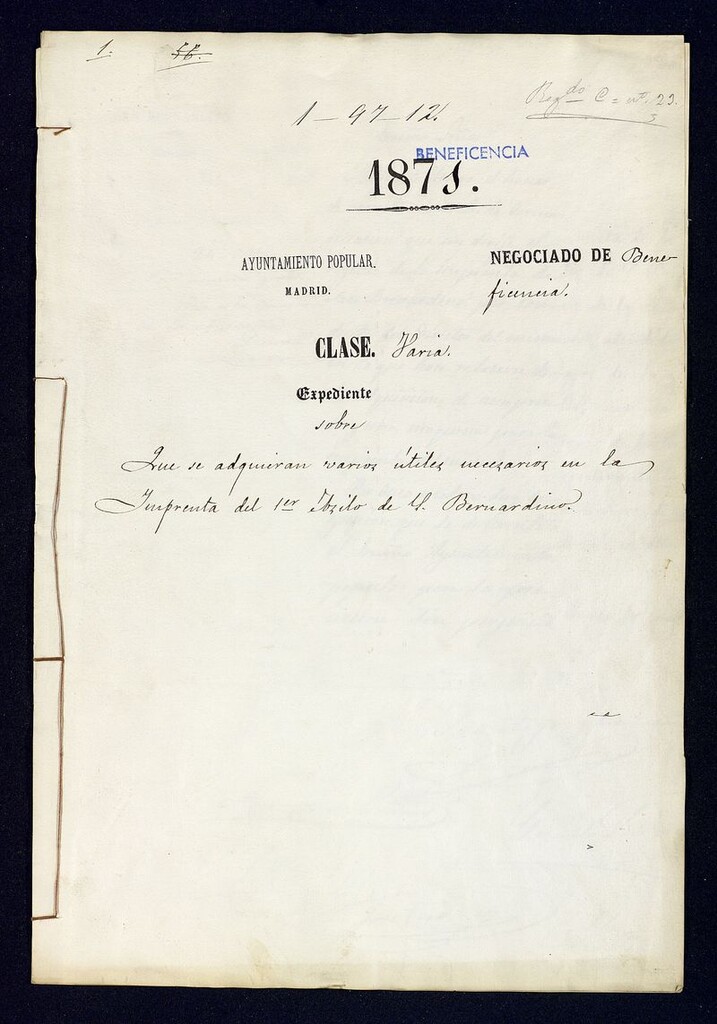 1.
1-97-12.
Regdo C = nº 23.
BENEFICENCIA
1871.
AYUNTAMIENTO POPULAR.
MADRID.
NEGOCIADO DE Bene-
ficencia.
CLASE. Varia.
Expediente
sobre
Que se adquieran varios útiles necesarios en la
Imprenta del 1er Asilo de S. Bernardino.